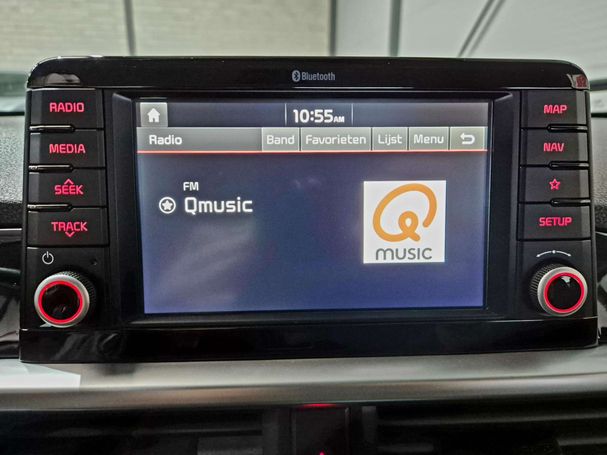 Bluetooth
RADIO
MEDIA
SEEK
TRACK
10:55AM
Radio Band Favorieten Lijst Menu
FM
Qmusic
Q
MUSIC
MAP
NAV
SETUP